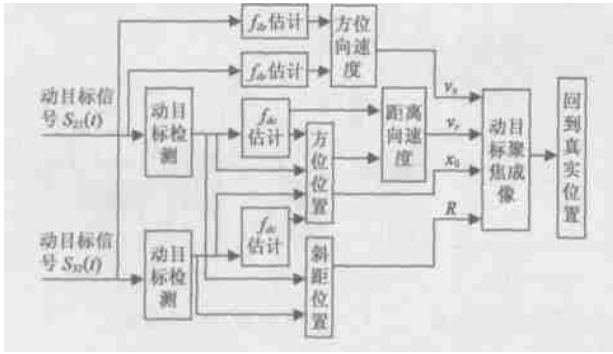 f_dr估计
f_dr估计
方位
向速
度
v_x
动目标信
号 S_Σ1(t)
动目
标检
测
f_dc
估计
方
位
位
置
距离
向速
度
v_r
x_0
动目
标聚
焦成
像
回
到
真
实
位
置
动目标信
号 S_Σ2(t)
动目
标检
测
f_dc
估计
斜
距
位
置
R